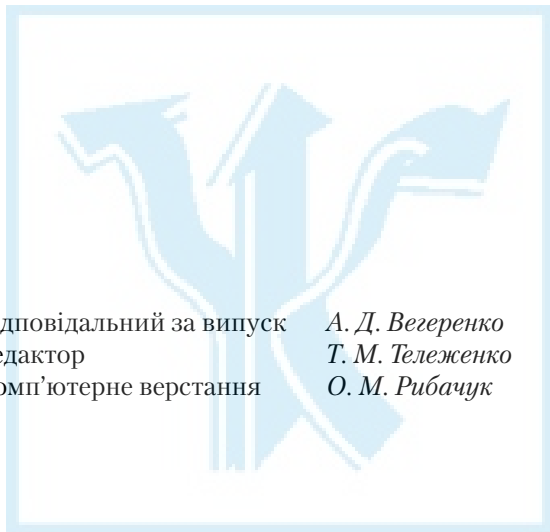 дповідальний за випуск А. Д. Вегеренко
едактор Т. М. Тележенко
омп’ютерне верстання О. М. Рибачук